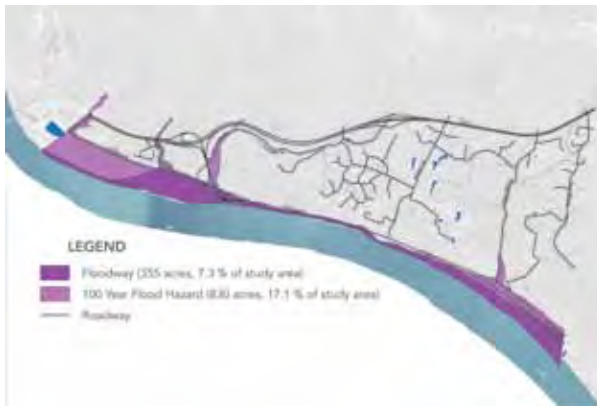 LEGEND
Floodway (355 acres, 7.3 % of study area)
100 Year Flood Hazard (830 acres, 17.1 % of study area)
Roadway